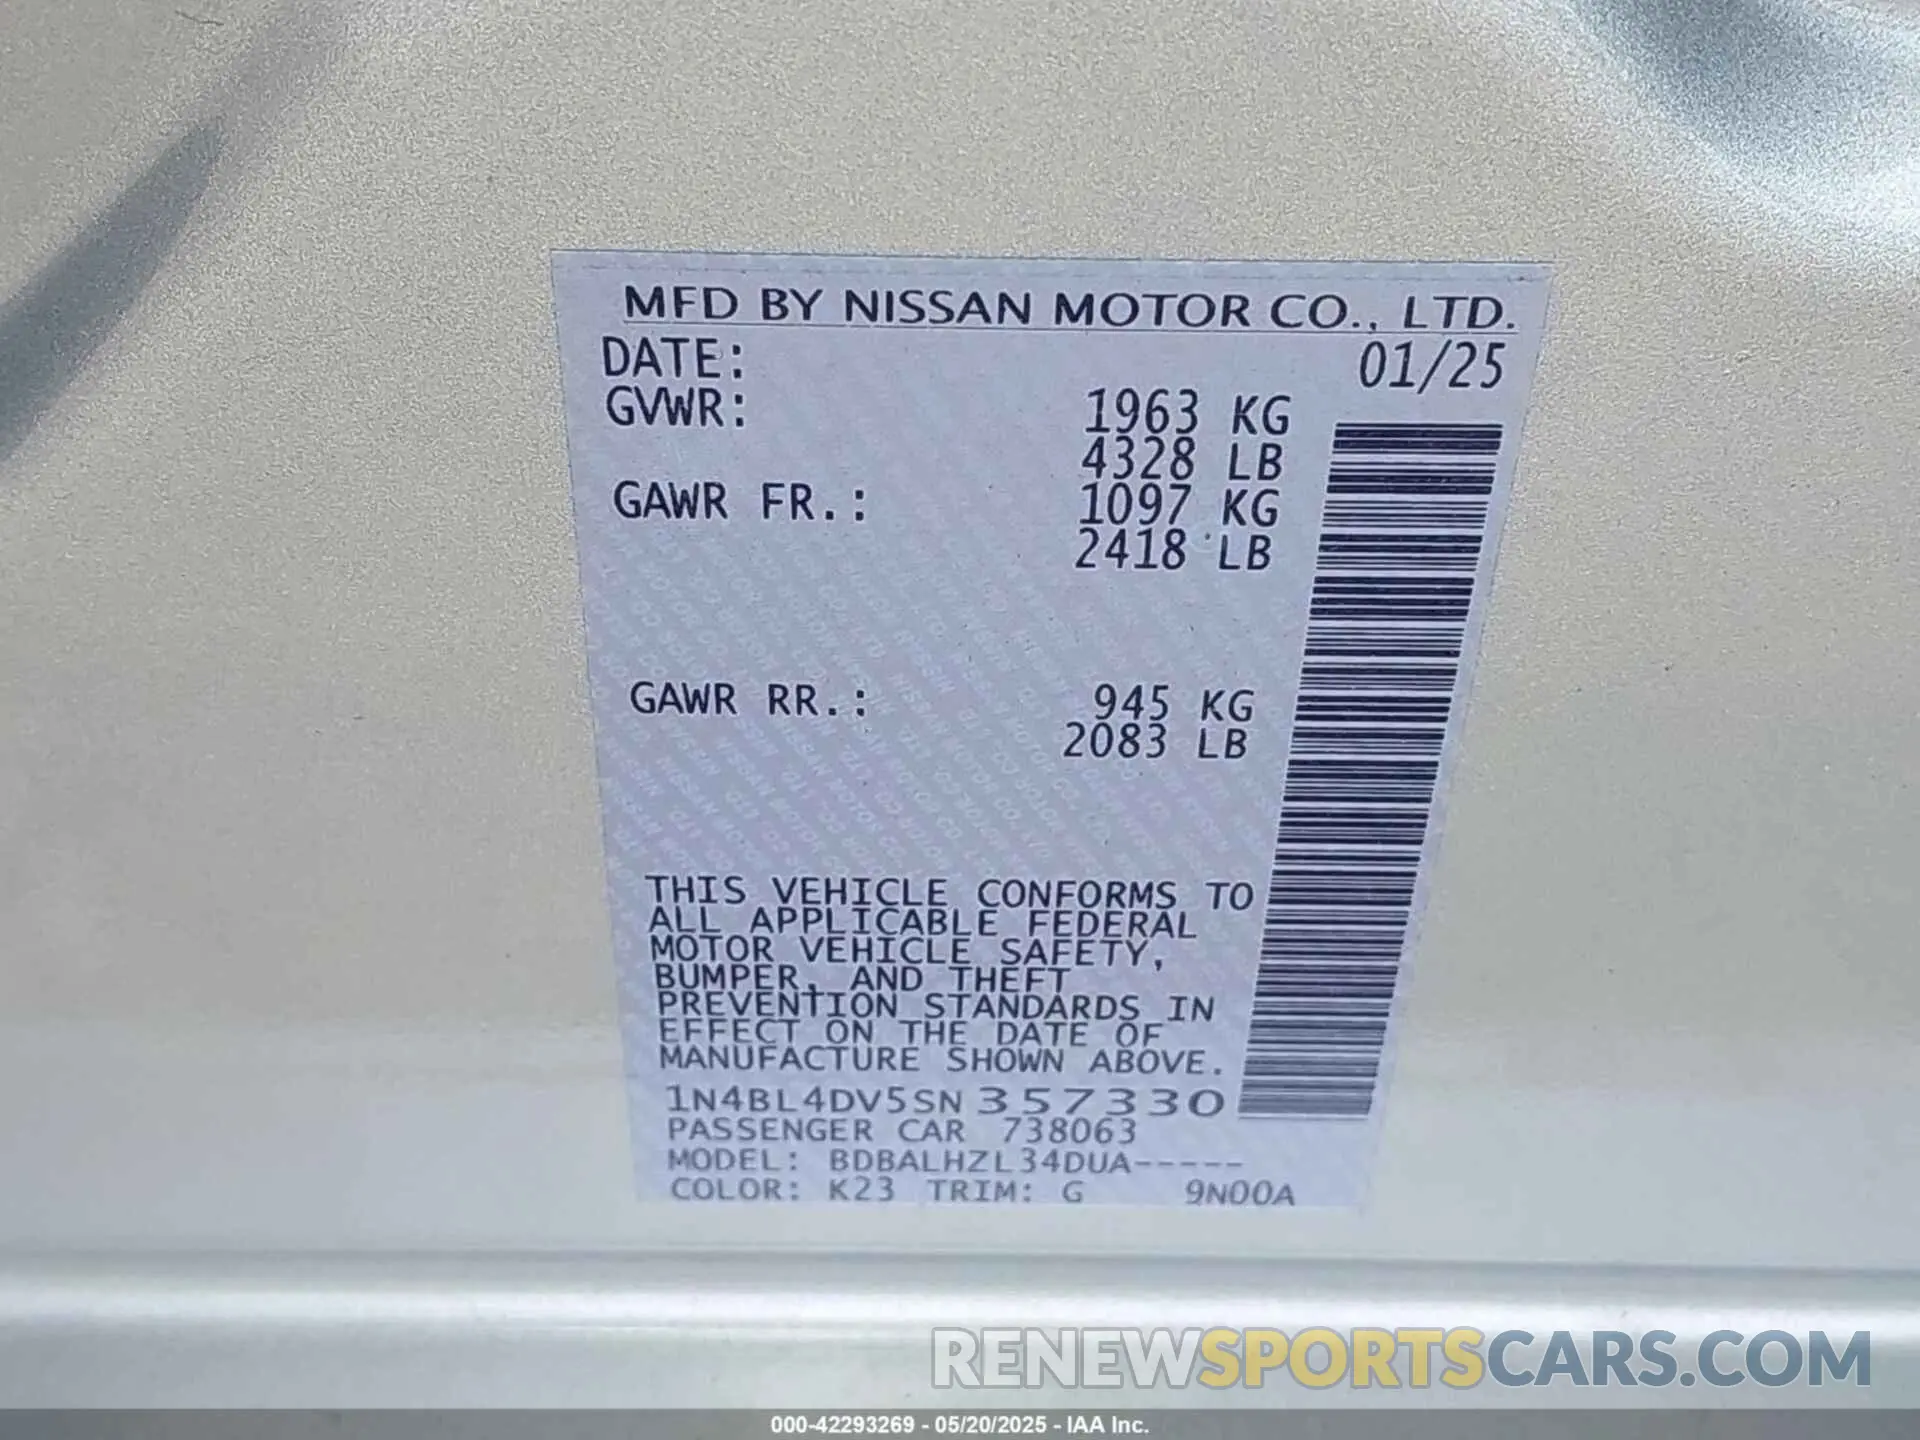 MFD BY NISSAN MOTOR CO., LTD.
DATE: 01/25
GVWR: 1963 KG
4328 LB
GAWR FR.: 1097 KG
2418 LB
GAWR RR.: 945 KG
2083 LB
THIS VEHICLE CONFORMS TO
ALL APPLICABLE FEDERAL
MOTOR VEHICLE SAFETY,
BUMPER, AND THEFT
PREVENTION STANDARDS IN
EFFECT ON THE DATE OF
MANUFACTURE SHOWN ABOVE.
1N4BL4DV5SN357330
PASSENGER CAR 738063
MODEL: BDBALHZL34DUA-----
COLOR: K23 TRIM: G 9N00A
RENEWSPORTSCARS.COM
000-42293269 - 05/20/2025 - IAA Inc.